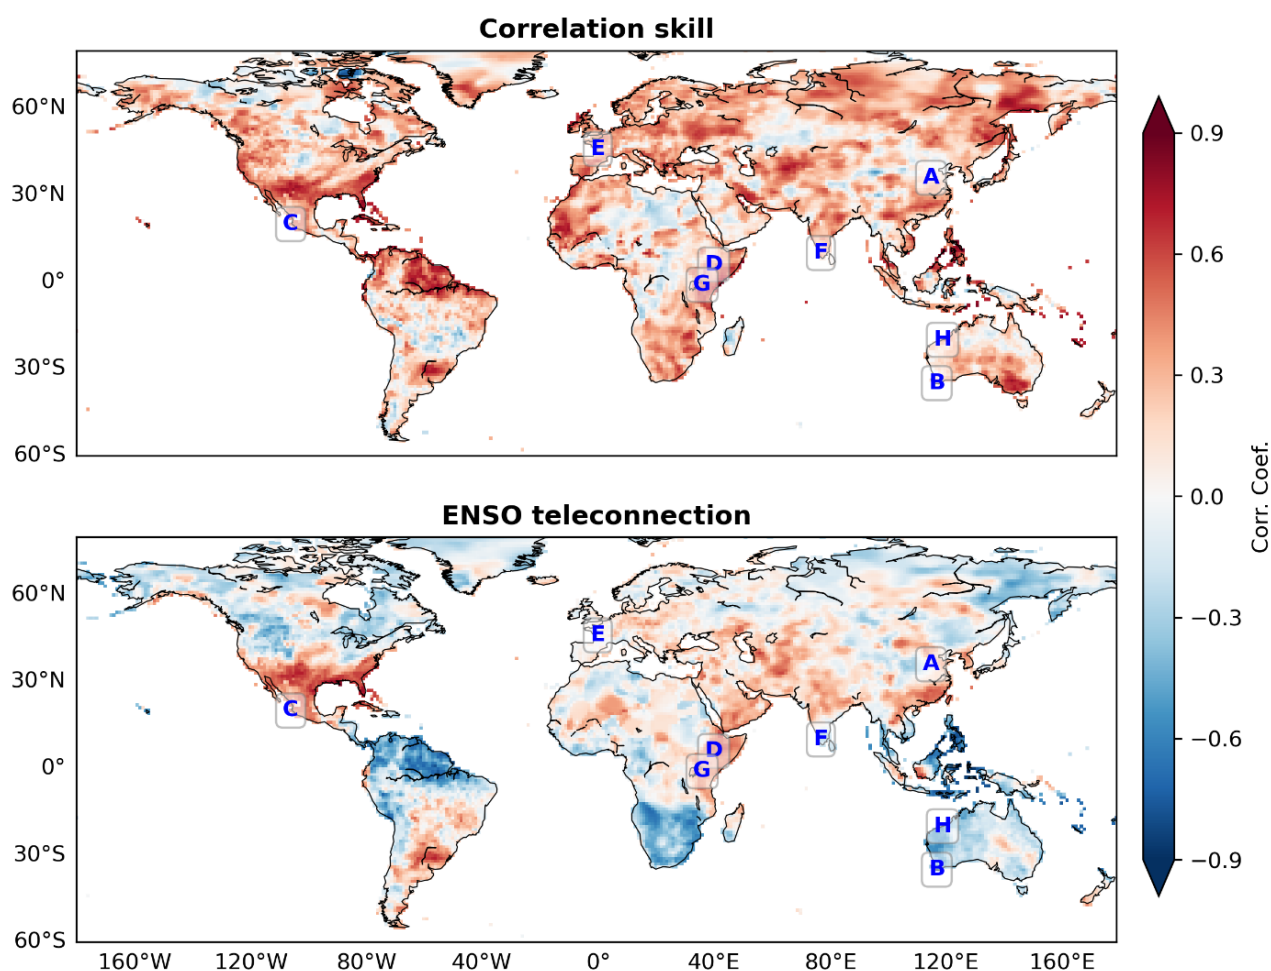 Correlation skill
60°N
30°N
0°
30°S
60°S
E
A
C
F
D
G
H
B
ENSO teleconnection
60°N
30°N
0°
30°S
60°S
E
A
C
F
D
G
H
B
160°W 120°W 80°W 40°W 0° 40°E 80°E 120°E 160°E
0.9
0.6
0.3
0.0
−0.3
−0.6
−0.9
Corr. Coef.